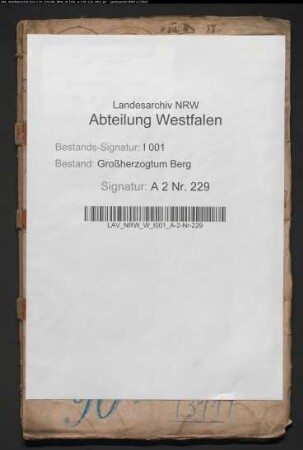 Landesarchiv NRW
Abteilung Westfalen
Bestands-Signatur: I 001
Bestand: Großherzogtum Berg
Signatur: A 2 Nr. 229
LAV_NRW_W_I001_A-2-Nr-229